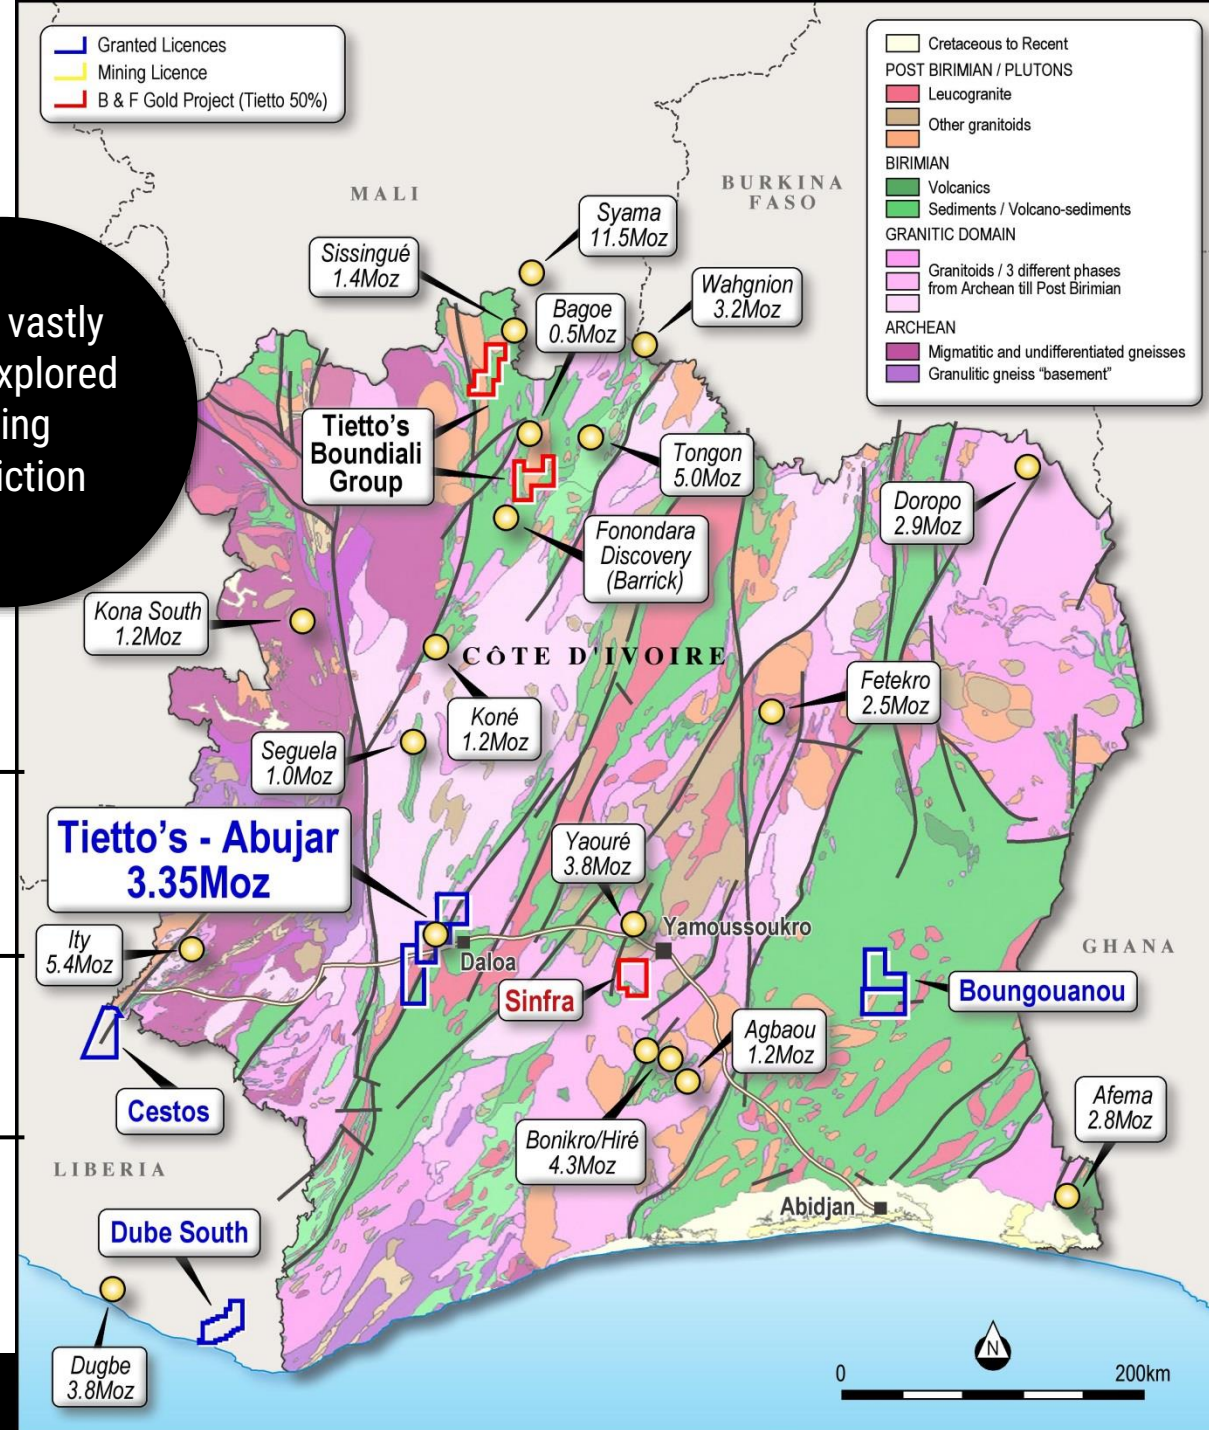 Granted Licences
Mining Licence
B & F Gold Project (Tietto 50%)
Cretaceous to Recent
POST BIRIMIAN / PLUTONS
Leucogranite
Other granitoids
BIRIMIAN
Volcanics
Sediments / Volcano-sediments
GRANITIC DOMAIN
Granitoids / 3 different phases
from Archean till Post Birimian
ARCHEAN
Migmatitic and undifferentiated gneisses
Granulitic gneiss “basement”
MALI
BURKINA
FASO
Syama
11.5Moz
Sissingué
1.4Moz
Wahgnion
3.2Moz
Bagoe
0.5Moz
vastly
xplored
ing
iction
Tietto’s
Boundiali
Group
Tongon
5.0Moz
Doropo
2.9Moz
Fonondara
Discovery
(Barrick)
Kona South
1.2Moz
CÔTE D'IVOIRE
Fetekro
2.5Moz
Koné
1.2Moz
Seguela
1.0Moz
Tietto’s - Abujar
3.35Moz
Yaouré
3.8Moz
Yamoussoukro
Ity
5.4Moz
Daloa
GHANA
Sinfra
Boungouanou
Agbaou
1.2Moz
Cestos
Afema
2.8Moz
Bonikro/Hiré
4.3Moz
LIBERIA
Abidjan
Dube South
Dugbe
3.8Moz
N
0 200km